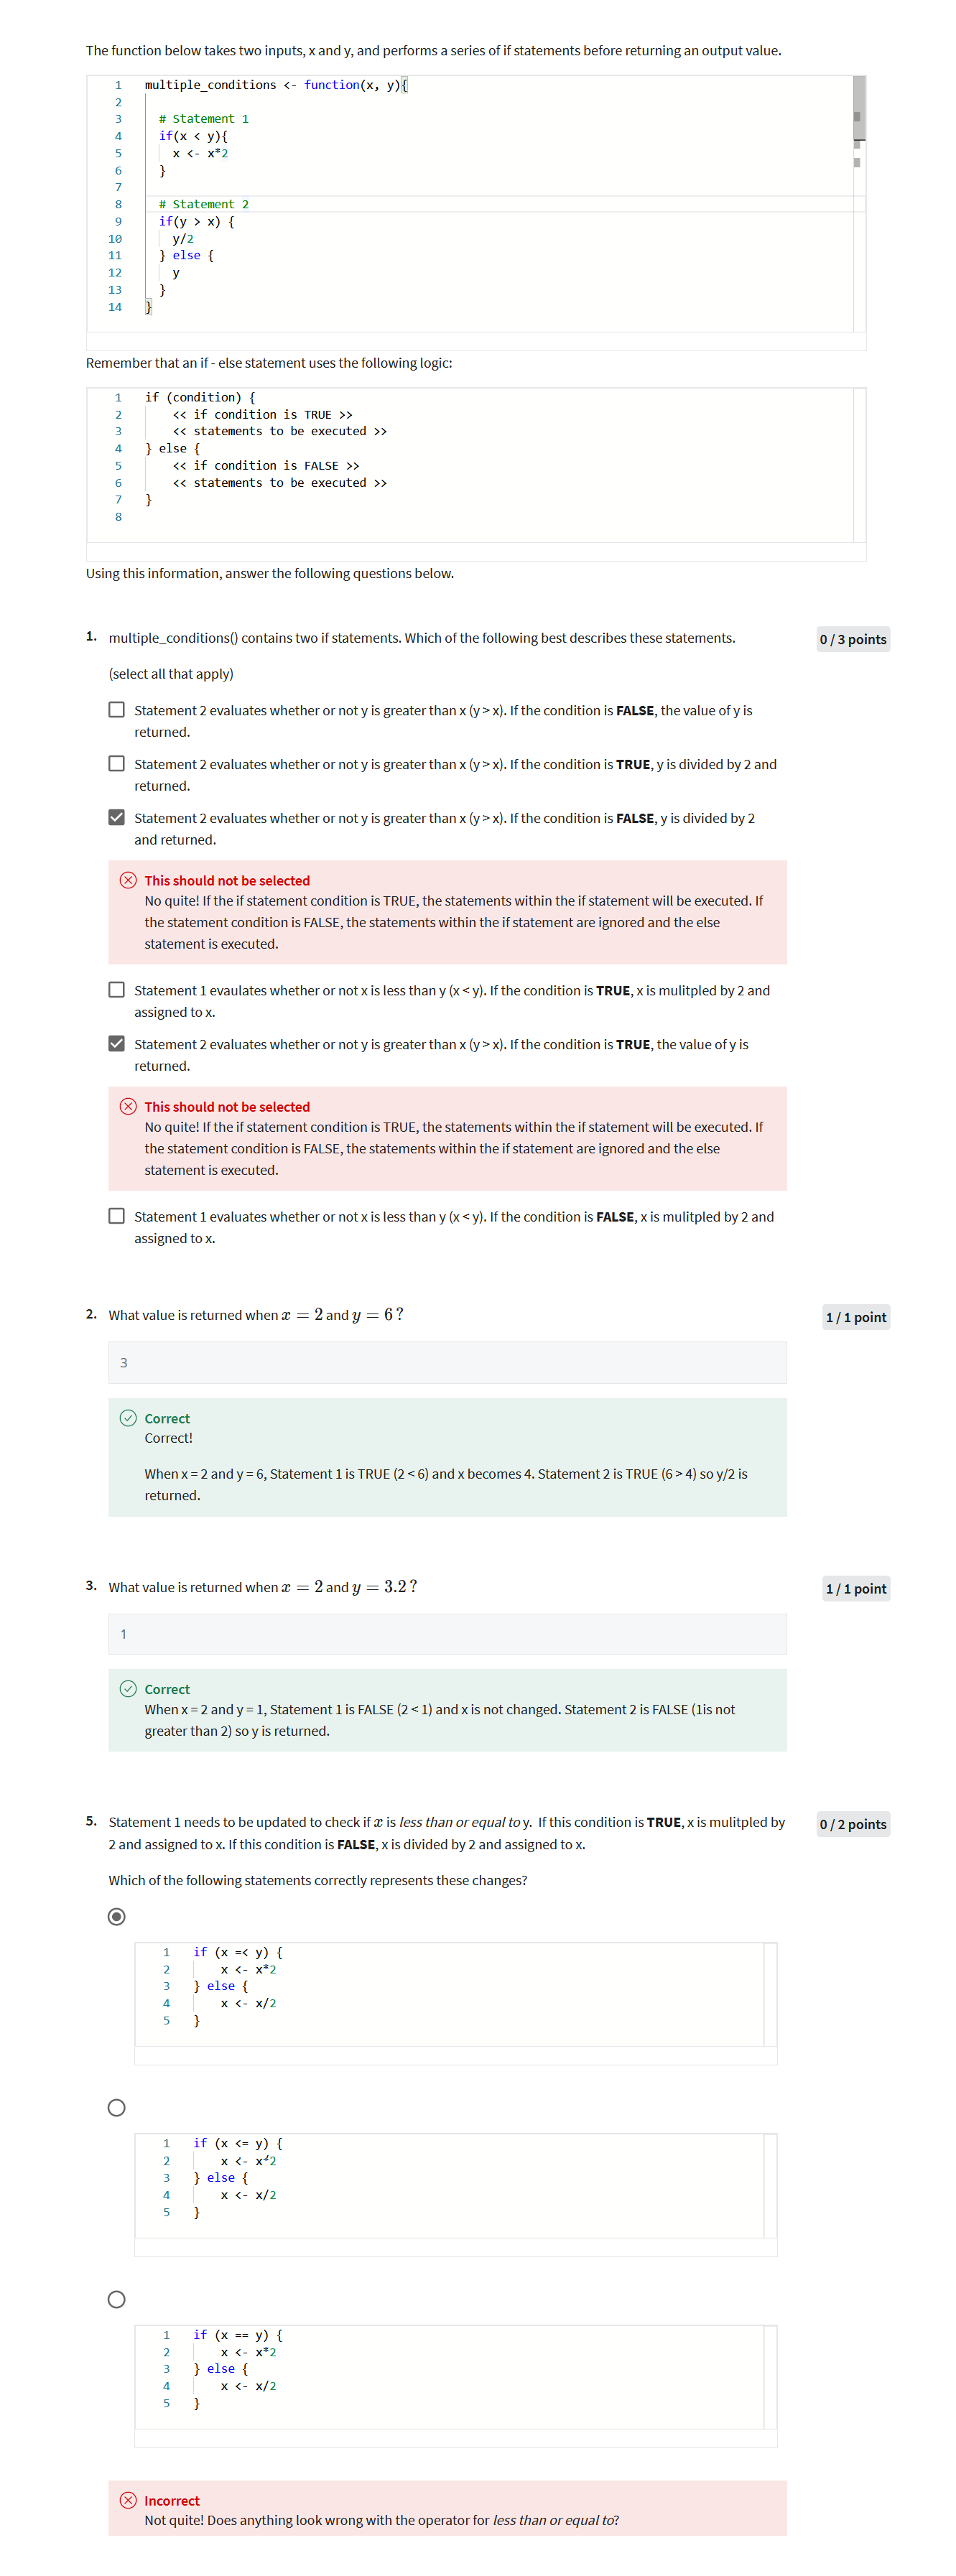 The function below takes two inputs, x and y, and performs a series of if statements before returning an output value.
1 multiple_conditions <- function(x, y){
2
3 # Statement 1
4 if(x < y){
5 x <- x*2
6 }
7
8 # Statement 2
9 if(y > x) {
10 y/2
11 } else {
12 y
13 }
14 }
Remember that an if - else statement uses the following logic:
1 if (condition) {
2 << if condition is TRUE >>
3 << statements to be executed >>
4 } else {
5 << if condition is FALSE >>
6 << statements to be executed >>
7 }
8
Using this information, answer the following questions below.
1. multiple_conditions() contains two if statements. Which of the following best describes these statements. 0 / 3 points
(select all that apply)
Statement 2 evaluates whether or not y is greater than x (y > x). If the condition is FALSE, the value of y is
returned.
Statement 2 evaluates whether or not y is greater than x (y > x). If the condition is TRUE, y is divided by 2 and
returned.
Statement 2 evaluates whether or not y is greater than x (y > x). If the condition is FALSE, y is divided by 2
and returned.
This should not be selected
No quite! If the if statement condition is TRUE, the statements within the if statement will be executed. If
the statement condition is FALSE, the statements within the if statement are ignored and the else
statement is executed.
Statement 1 evaulates whether or not x is less than y (x < y). If the condition is TRUE, x is mulitpled by 2 and
assigned to x.
Statement 2 evaluates whether or not y is greater than x (y > x). If the condition is TRUE, the value of y is
returned.
This should not be selected
No quite! If the if statement condition is TRUE, the statements within the if statement will be executed. If
the statement condition is FALSE, the statements within the if statement are ignored and the else
statement is executed.
Statement 1 evaluates whether or not x is less than y (x < y). If the condition is FALSE, x is mulitpled by 2 and
assigned to x.
2. What value is returned when x = 2 and y = 6 ? 1 / 1 point
3
Correct
Correct!
When x = 2 and y = 6, Statement 1 is TRUE (2 < 6) and x becomes 4. Statement 2 is TRUE (6 > 4) so y/2 is
returned.
3. What value is returned when x = 2 and y = 3.2 ? 1 / 1 point
1
Correct
When x = 2 and y = 1, Statement 1 is FALSE (2 < 1) and x is not changed. Statement 2 is FALSE (1is not
greater than 2) so y is returned.
5. Statement 1 needs to be updated to check if x is less than or equal to y. If this condition is TRUE, x is mulitpled by 0 / 2 points
2 and assigned to x. If this condition is FALSE, x is divided by 2 and assigned to x.
Which of the following statements correctly represents these changes?
1 if (x =< y) {
2 x <- x*2
3 } else {
4 x <- x/2
5 }
1 if (x <= y) {
2 x <-
3 } else {
4 x <- x/2
5 }
1 if (x == y) {
2 x <- x*2
3 } else {
4 x <- x/2
5 }
Incorrect
Not quite! Does anything look wrong with the operator for less than or equal to?